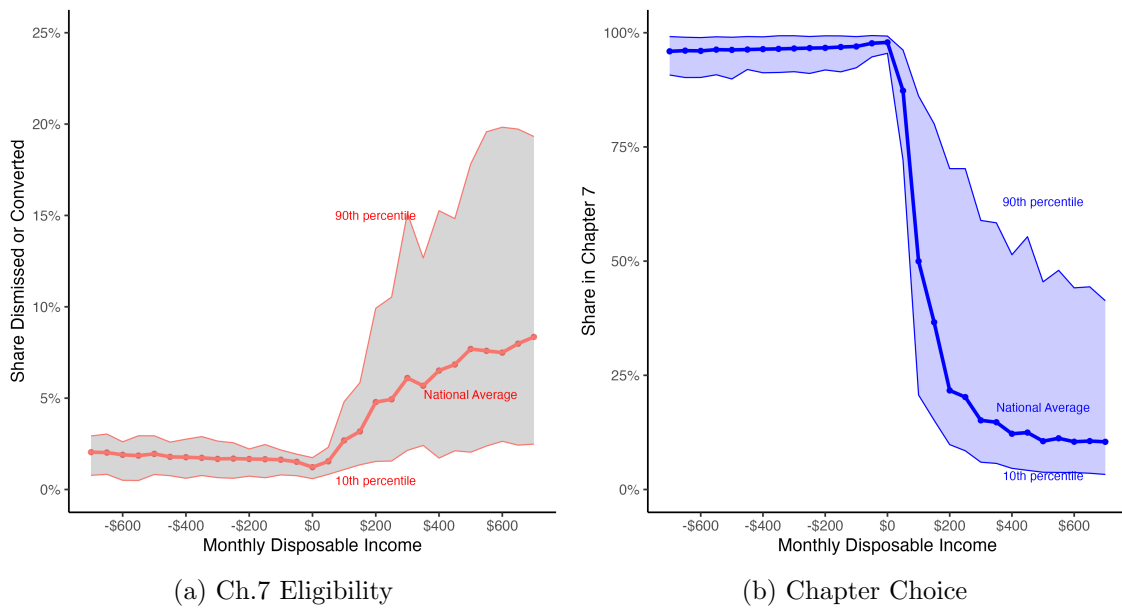 25%
20%
15%
10%
5%
0%
Share Dismissed or Converted
90th percentile
National Average
10th percentile
-$600
-$400
-$200
$0
$200
$400
$600
Monthly Disposable Income
(a) Ch.7 Eligibility
100%
75%
50%
25%
0%
Share in Chapter 7
90th percentile
National Average
10th percentile
-$600
-$400
-$200
$0
$200
$400
$600
Monthly Disposable Income
(b) Chapter Choice